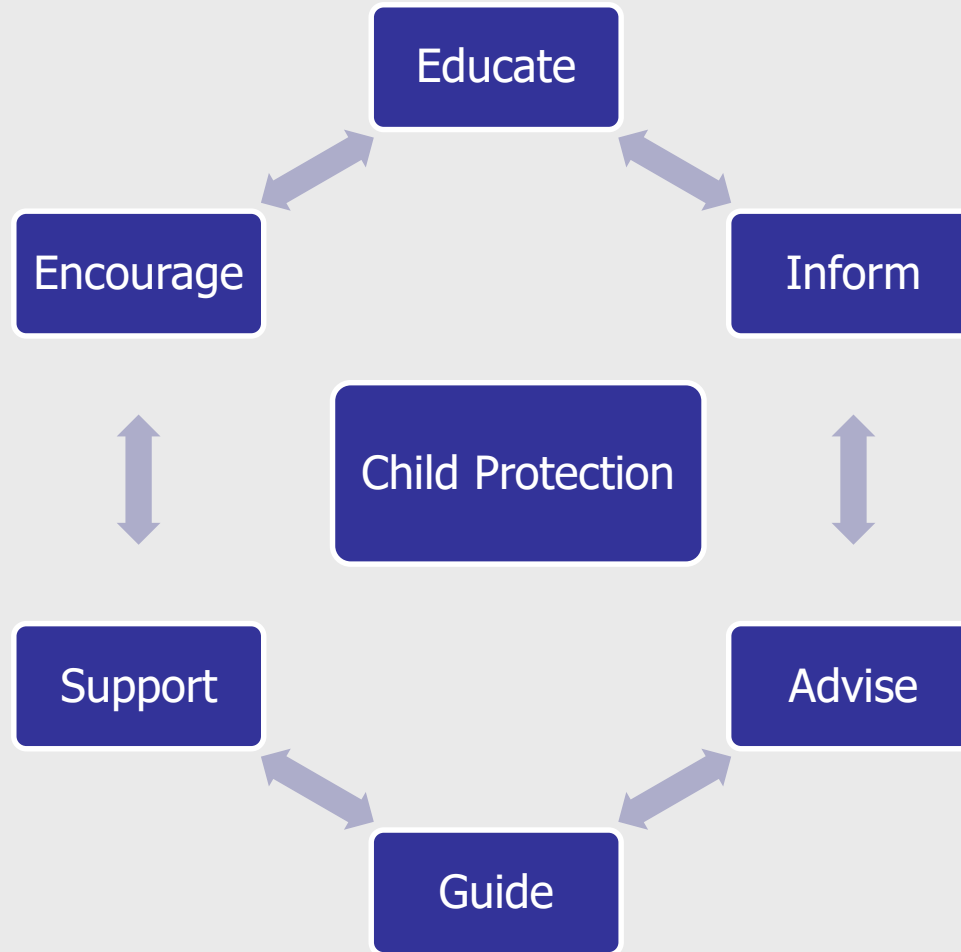 Educate
Encourage
Inform
Child Protection
Support
Advise
Guide